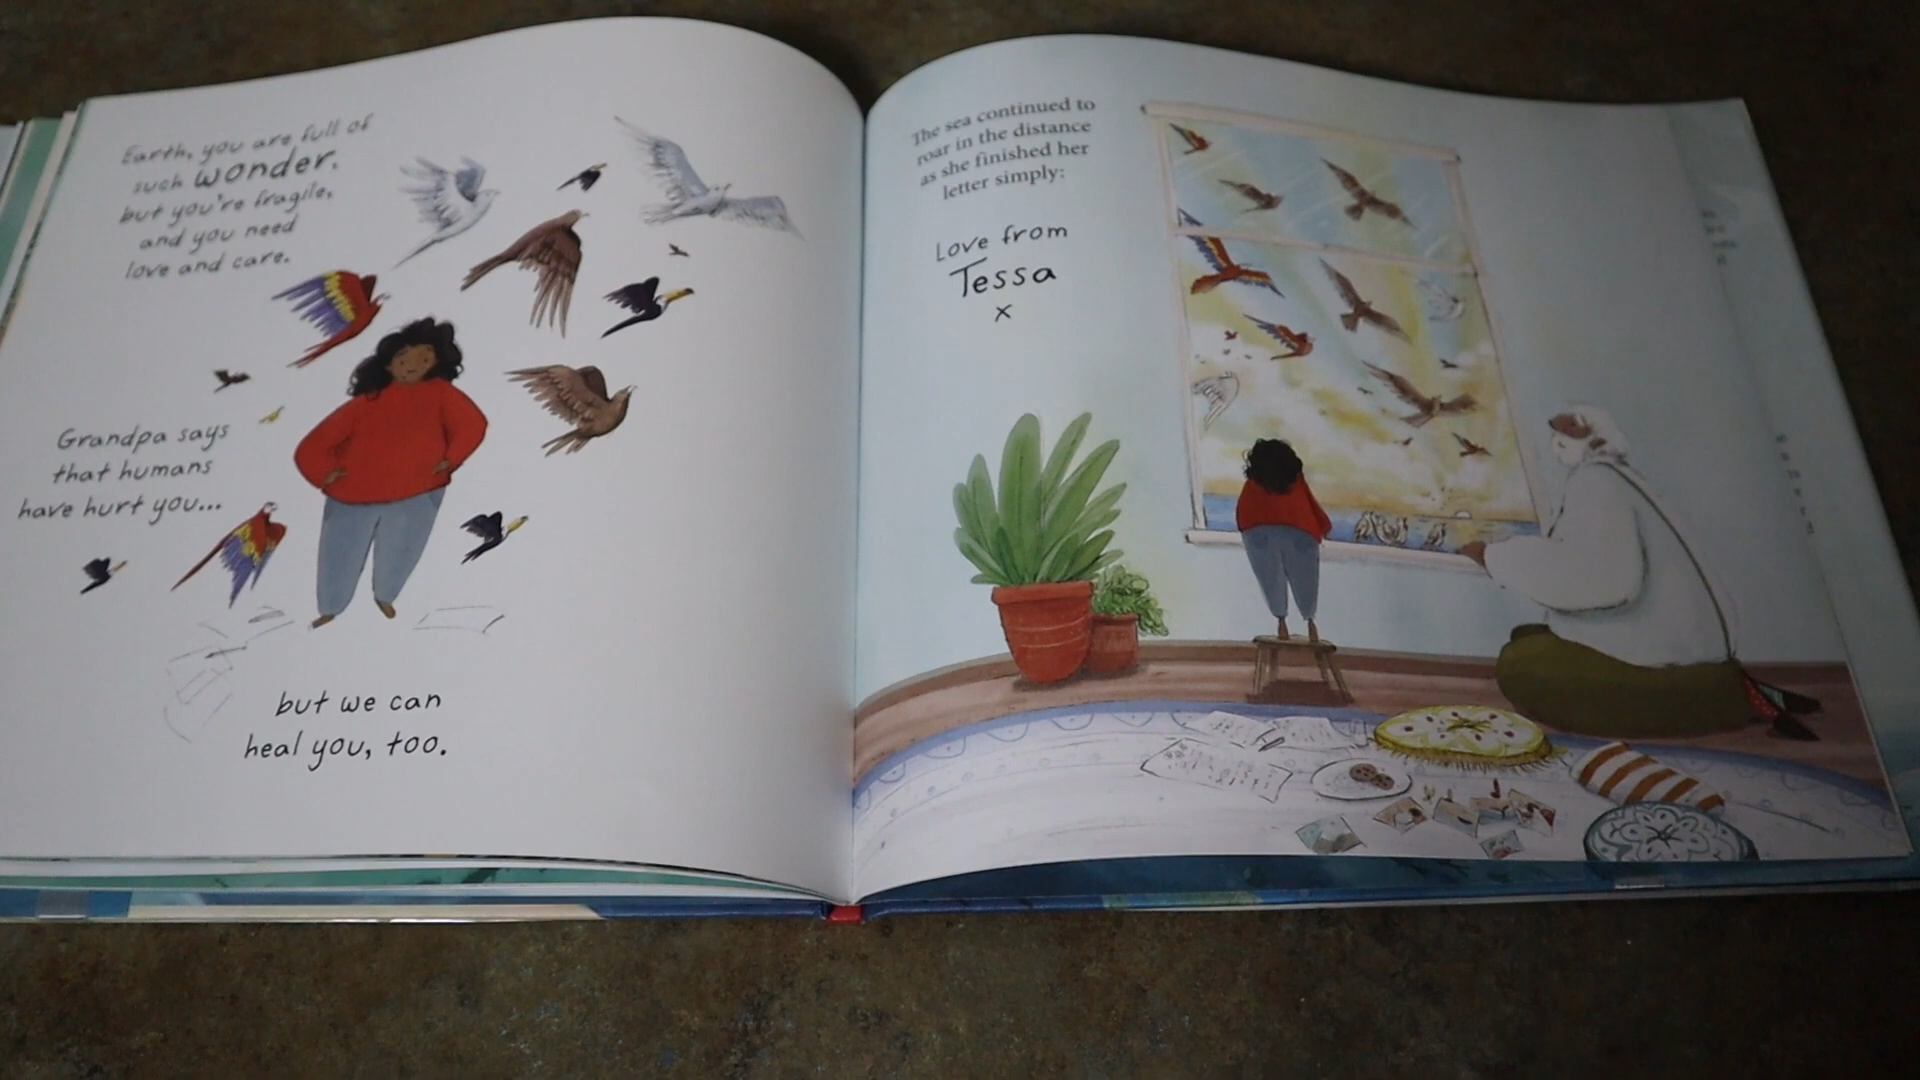 Earth, you are full of
such wonder.
but you're fragile,
and you need
love and care.
Grandpa says
that humans
have hurt you...
but we can
heal you, too.
The sea continued to
roar in the distance
as she finished her
letter simply:
Love from
Tessa
x